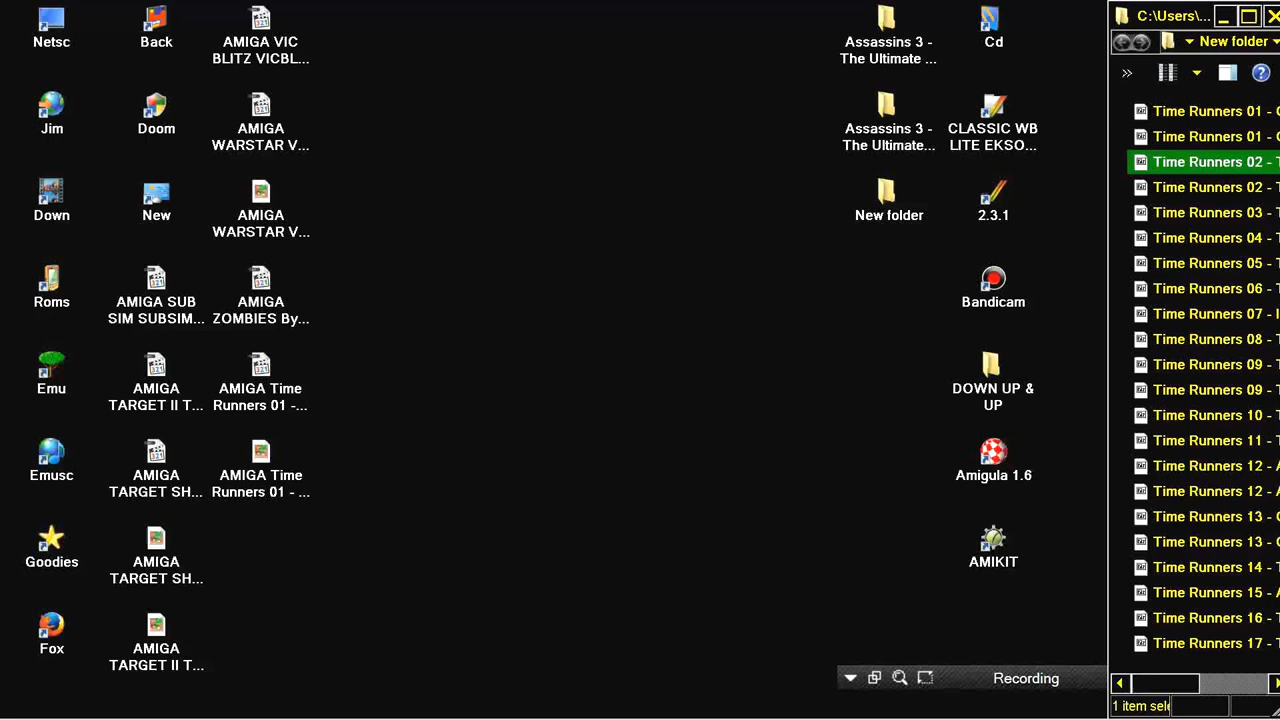 Netsc
Back
AMIGA VIC
BLITZ VICBL...
Jim
Doom
AMIGA
WARSTAR V...
Down
New
AMIGA
WARSTAR V...
Roms
AMIGA SUB
SIM SUBSIM...
AMIGA
ZOMBIES By...
Emu
AMIGA
TARGET II T...
AMIGA Time
Runners 01 -...
Emusc
AMIGA
TARGET SH...
AMIGA Time
Runners 01 - ...
Goodies
AMIGA
TARGET SH...
Fox
AMIGA
TARGET II T...
Assassins 3 -
The Ultimate ...
Cd
Assassins 3 -
The Ultimate...
CLASSIC WB
LITE EKSO...
New folder
2.3.1
Bandicam
DOWN UP &
UP
Amigula 1.6
AMIKIT
Recording
C:\Users\...
New folder
Time Runners 01 -
Time Runners 01 -
Time Runners 02 -
Time Runners 02 -
Time Runners 03 -
Time Runners 04 -
Time Runners 05 -
Time Runners 06 -
Time Runners 07 -
Time Runners 08 -
Time Runners 09 -
Time Runners 09 -
Time Runners 10 -
Time Runners 11 -
Time Runners 12 -
Time Runners 12 -
Time Runners 13 -
Time Runners 13 -
Time Runners 14 -
Time Runners 15 -
Time Runners 16 -
Time Runners 17 -
1 item sele